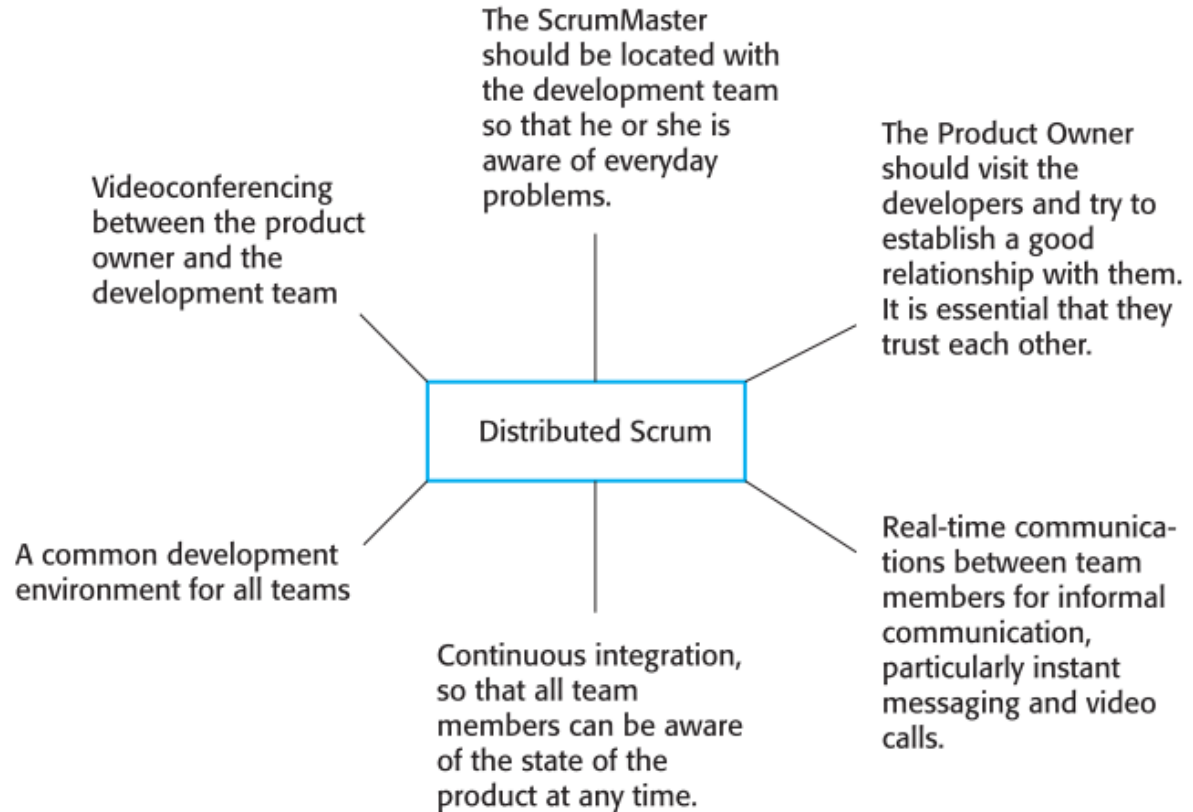 The ScrumMaster
should be located with
the development team
so that he or she is
aware of everyday
problems.
Videoconferencing
between the product
owner and the
development team
The Product Owner
should visit the
developers and try to
establish a good
relationship with them.
It is essential that they
trust each other.
Distributed Scrum
A common development
environment for all teams
Continuous integration,
so that all team
members can be aware
of the state of the
product at any time.
Real-time communica-
tions between team
members for informal
communication,
particularly instant
messaging and video
calls.